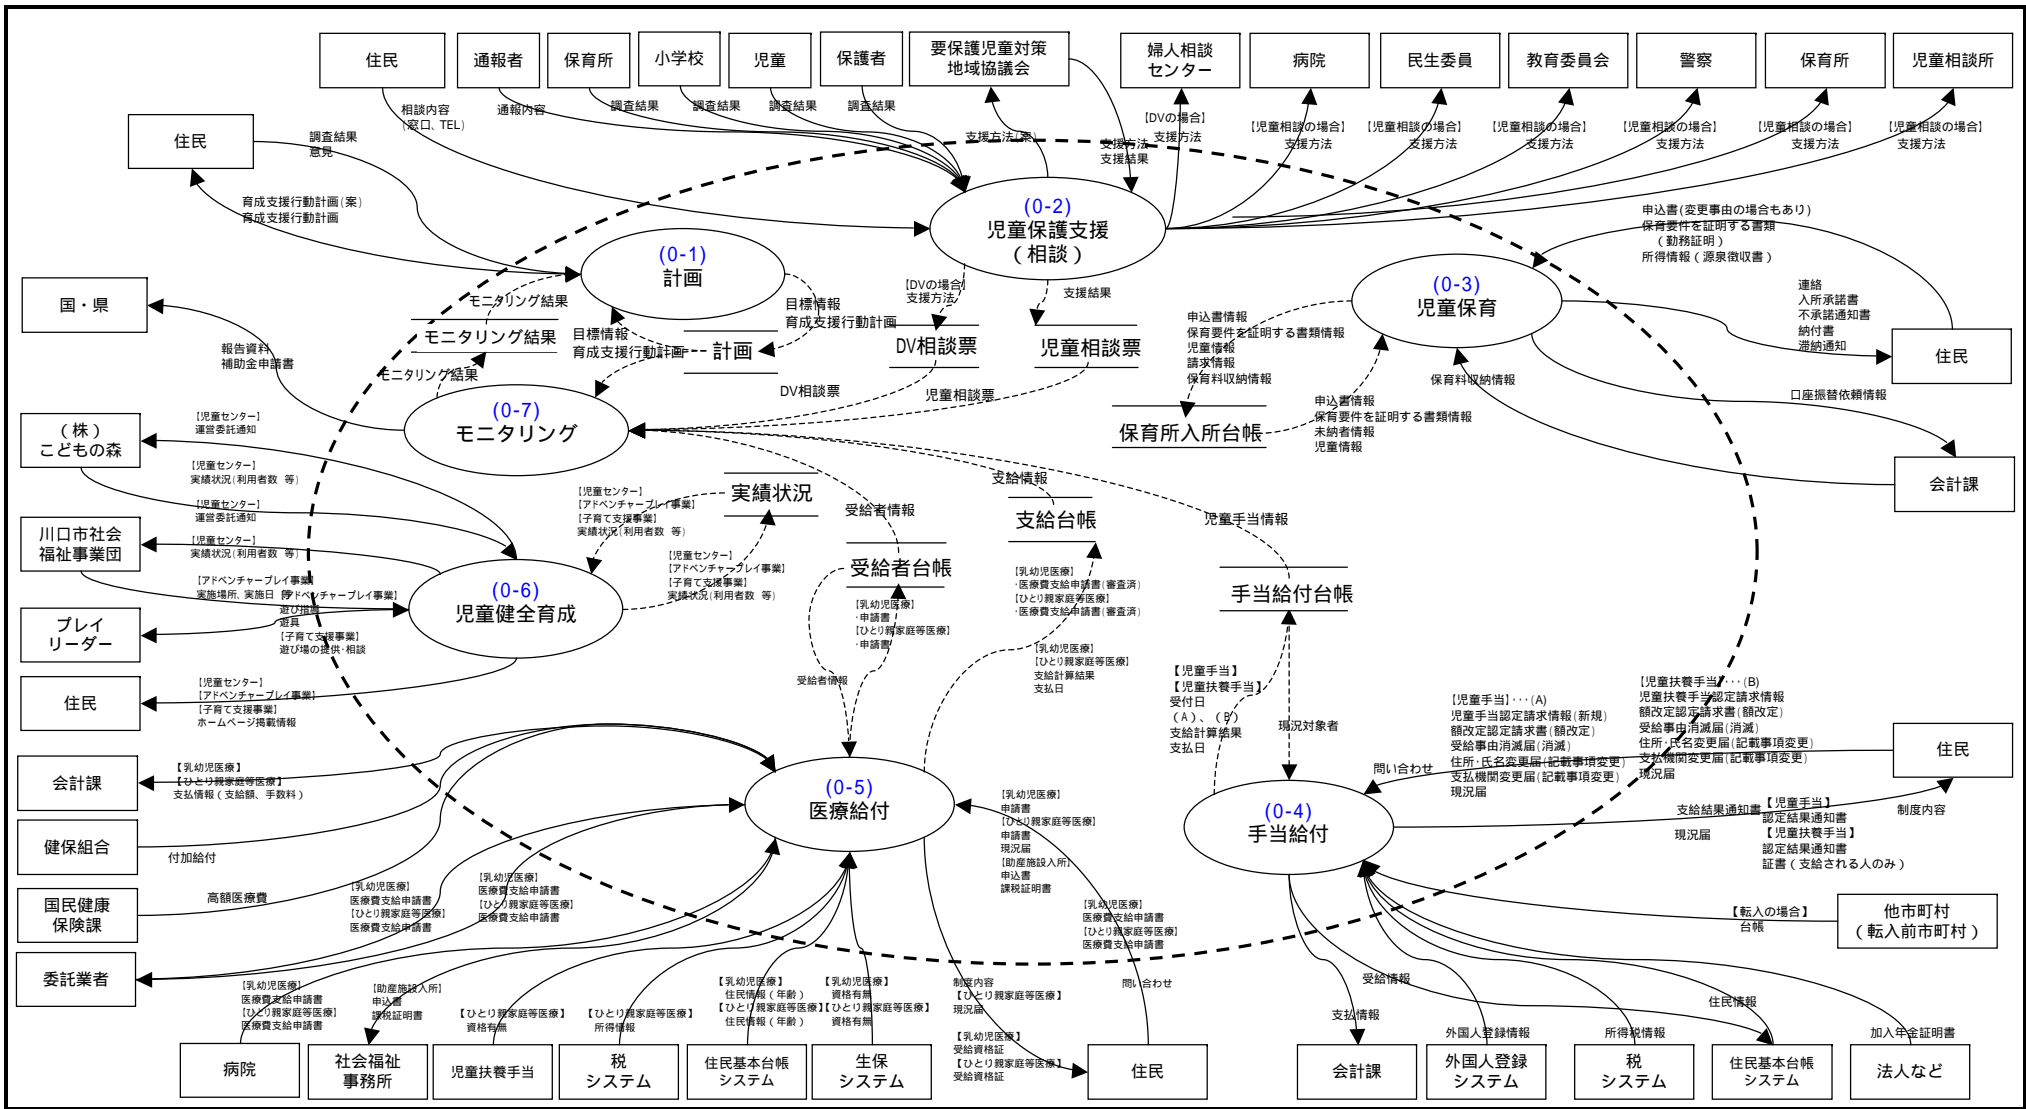 住民
通報者
保育所
小学校
児童
保護者
要保護児童対策
地域協議会
婦人相談
センター
病院
民生委員
教育委員会
警察
保育所
児童相談所
相談内容
(窓口、TEL)
通報内容
調査結果
調査結果
調査結果
調査結果
支援方法(案)
支援方法
支援結果
[DVの場合]
支援方法
[児童相談の場合]
支援方法
[児童相談の場合]
支援方法
[児童相談の場合]
支援方法
[児童相談の場合]
支援方法
[児童相談の場合]
支援方法
[児童相談の場合]
支援方法
住民
調査結果
意見
育成支援行動計画(案)
育成支援行動計画
(0-2)
児童保護支援
(相談)
(0-1)
計画
(0-3)
児童保育
申込書(変更事由の場合もあり)
保育要件を証明する書類
(勤務証明)
所得情報(源泉徴収書)
連絡
入所承諾書
不承諾通知書
納付書
滞納通知
住民
国・県
報告資料
補助金申請書
モニタリング結果
モニタリング結果
モニタリング結果
目標情報
育成支援行動計画
目標情報
育成支援行動計画
計画
[DVの場合]
支援方法
支援結果
DV相談票
児童相談票
DV相談票
児童相談票
申込書情報
保育要件を証明する書類情報
児童情報
請求情報
保育料収納情報
保育所入所台帳
申込書情報
保育要件を証明する書類情報
未納者情報
児童情報
保育料収納情報
口座振替依頼情報
会計課
(0-7)
モニタリング
(株)
こどもの森
[児童センター]
運営委託通知
[児童センター]
実績状況(利用者数 等)
[児童センター]
運営委託通知
川口市社会
福祉事業団
[児童センター]
実績状況(利用者数 等)
[アドベンチャープレイ事業]
実施場所、実施日 等
[アドベンチャープレイ事業]
遊び指導
遊具
[子育て支援事業]
遊び場の提供・相談
プレイ
リーダー
住民
[児童センター]
[アドベンチャープレイ事業]
[子育て支援事業]
ホームページ掲載情報
(0-6)
児童健全育成
[児童センター]
[アドベンチャープレイ事業]
[子育て支援事業]
実績状況(利用者数 等)
実績状況
[児童センター]
[アドベンチャープレイ事業]
[子育て支援事業]
実績状況(利用者数 等)
受給者情報
受給者台帳
[乳幼児医療]
・申請書
[ひとり親家庭等医療]
・申請書
受給者情報
支給情報
支給台帳
[乳幼児医療]
・医療費支給申請書(審査済)
[ひとり親家庭等医療]
・医療費支給申請書(審査済)
[乳幼児医療]
[ひとり親家庭等医療]
支給計算結果
支払日
児童手当情報
手当給付台帳
【児童手当】
【児童扶養手当】
受付日
(A)、(B)
支給計算結果
支払日
現況対象者
[児童手当]・・・(A)
児童手当認定請求情報(新規)
額改定認定請求書(額改定)
受給事由消滅届(消滅)
住所・氏名変更届(記載事項変更)
支払機関変更届(記載事項変更)
現況届
[児童扶養手当]・・・(B)
児童扶養手当認定請求情報
額改定認定請求書(額改定)
受給事由消滅届(消滅)
住所・氏名変更届(記載事項変更)
支払機関変更届(記載事項変更)
現況届
住民
問い合わせ
支給結果通知書
現況届
【児童手当】
認定結果通知書
【児童扶養手当】
認定結果通知書
証書(支給される人のみ)
制度内容
(0-5)
医療給付
(0-4)
手当給付
会計課
【乳幼児医療】
【ひとり親家庭等医療】
支払情報(支給額、手数料)
健保組合
付加給付
国民健康
保険課
高額医療費
委託業者
[乳幼児医療]
医療費支給申請書
[ひとり親家庭等医療]
医療費支給申請書
[乳幼児医療]
医療費支給申請書
[ひとり親家庭等医療]
医療費支給申請書
[乳幼児医療]
申請書
[ひとり親家庭等医療]
申請書
現況届
[助産施設入所]
申込書
課税証明書
[乳幼児医療]
医療費支給申請書
[ひとり親家庭等医療]
医療費支給申請書
【転入の場合】
台帳
他市町村
(転入前市町村)
[乳幼児医療]
医療費支給申請書
[ひとり親家庭等医療]
医療費支給申請書
[助産施設入所]
申込書
課税証明書
【ひとり親家庭等医療】
資格有無
【ひとり親家庭等医療】
所得情報
【乳幼児医療】
住民情報(年齢)
【ひとり親家庭等医療】
住民情報(年齢)
【乳幼児医療】
資格有無
【ひとり親家庭等医療】
資格有無
制度内容
【ひとり親家庭等医療】
現況届
【乳幼児医療】
受給資格証
【ひとり親家庭等医療】
受給資格証
問い合わせ
受給情報
支払情報
外国人登録情報
所得税情報
住民情報
加入年金証明書
病院
社会福祉
事務所
児童扶養手当
税
システム
住民基本台帳
システム
生保
システム
住民
会計課
外国人登録
システム
税
システム
住民基本台帳
システム
法人など